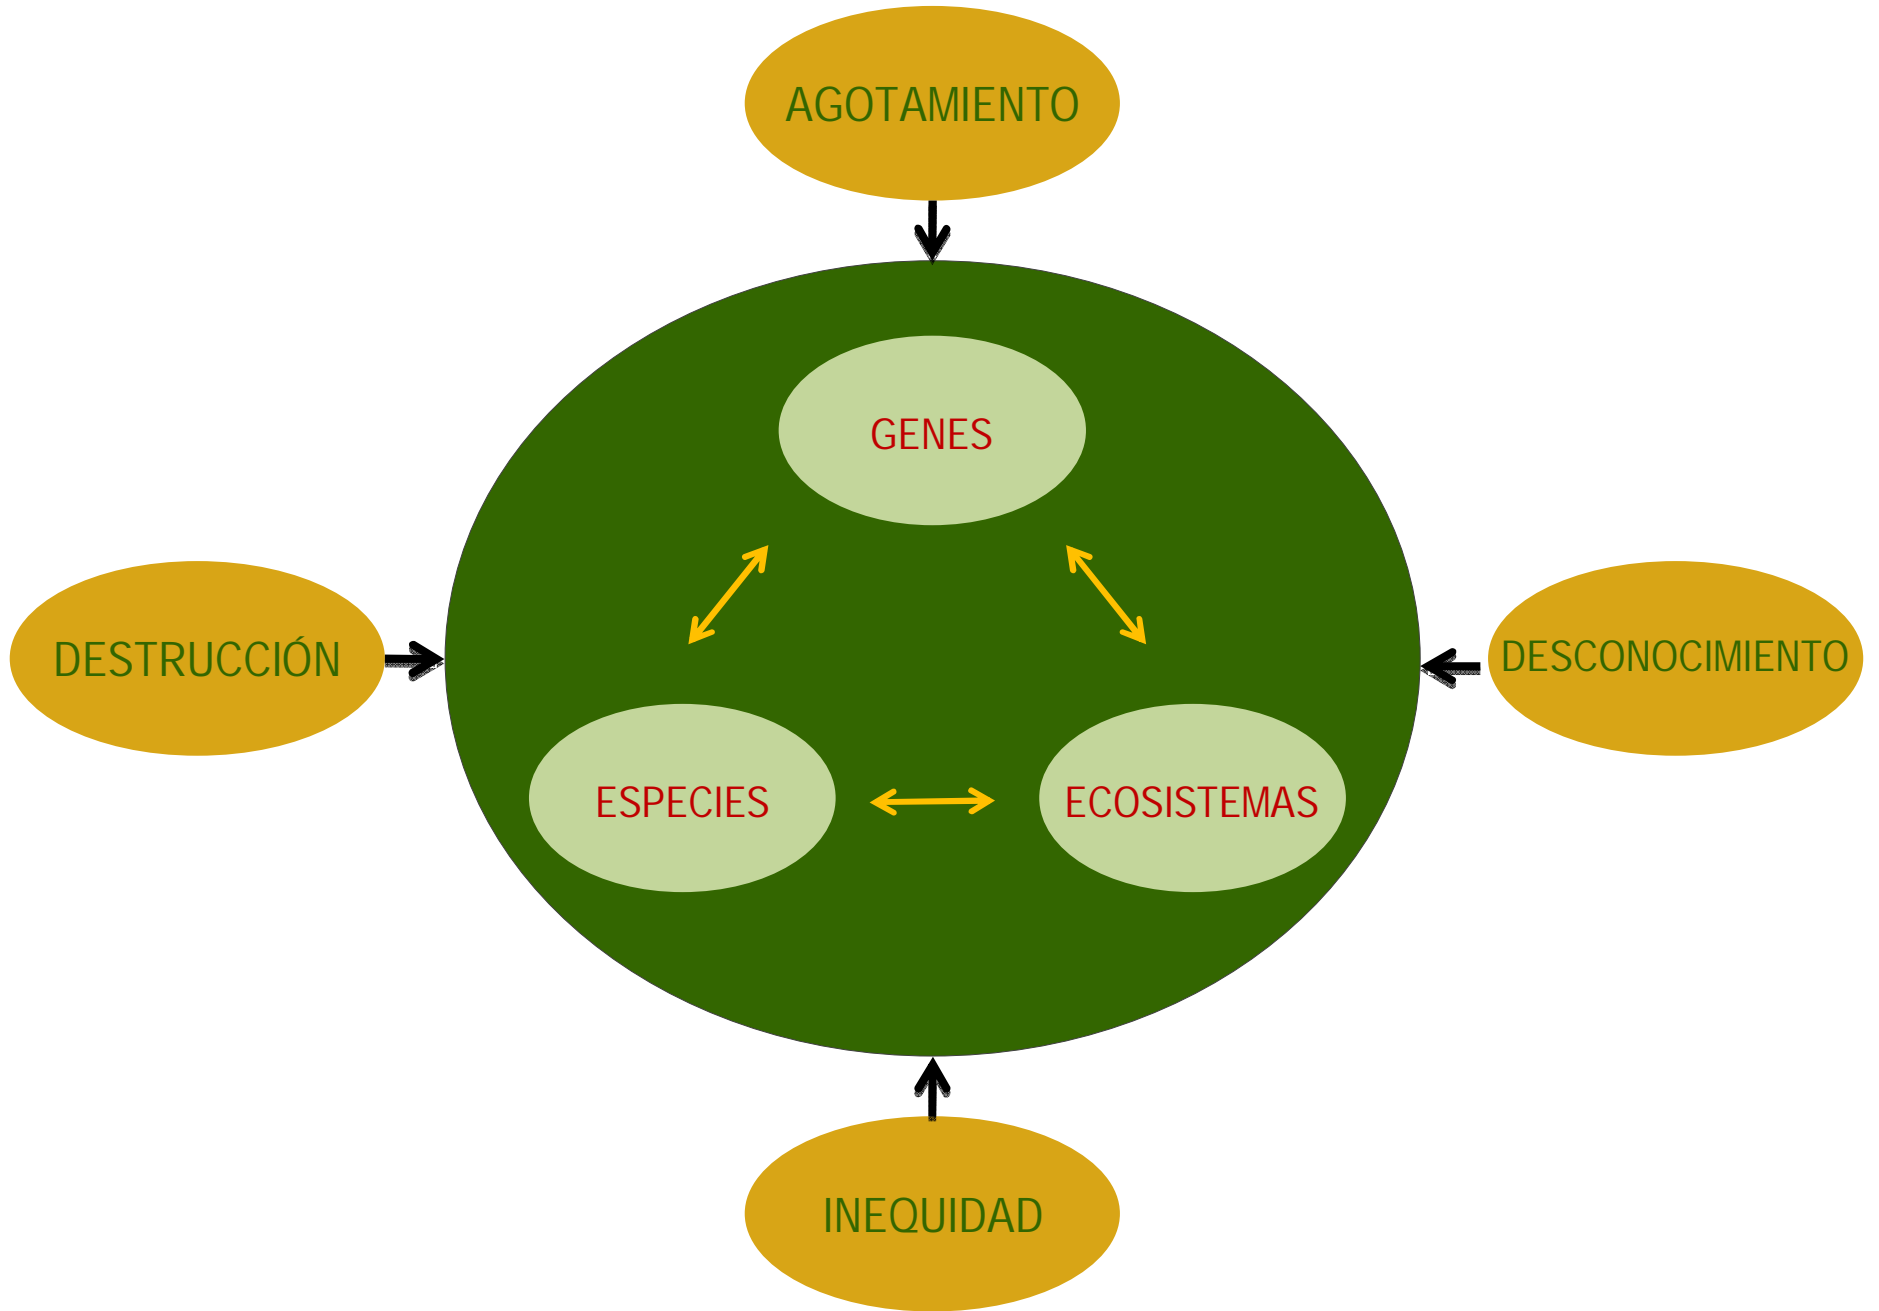 AGOTAMIENTO
GENES
DESTRUCCIÓN
DESCONOCIMIENTO
ESPECIES
ECOSISTEMAS
INEQUIDAD